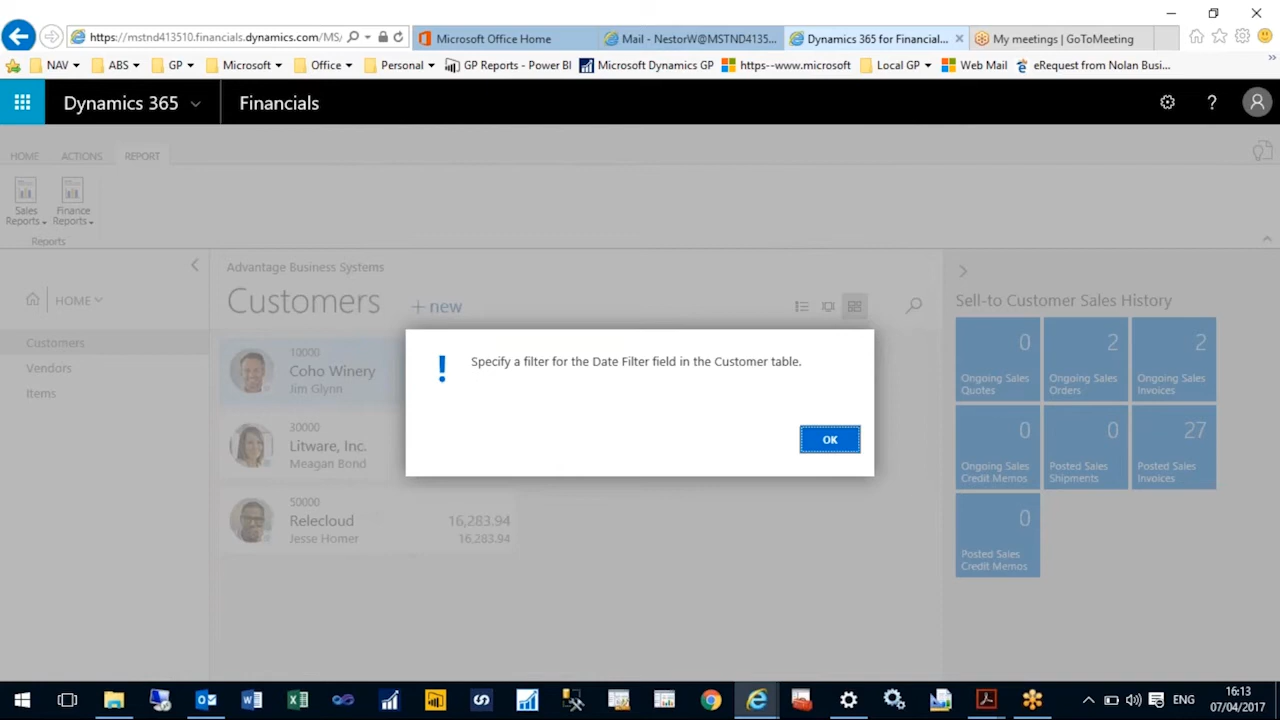 https://mstnd413510.financials.dynamics.com/MS/
Microsoft Office Home
Mail - NestorW@MSTND4135...
Dynamics 365 for Financial...
My meetings | GoToMeeting
NAV
ABS
GP
Microsoft
Office
Personal
GP Reports - Power BI
Microsoft Dynamics GP
https--www.microsoft
Local GP
Web Mail
eRequest from Nolan Busi...
Dynamics 365
Financials
?
HOME
ACTIONS
REPORT
Sales Reports
Finance Reports
Reports
Advantage Business Systems
HOME
Customers
+ new
Customers
Vendors
Items
10000
Coho Winery
Jim Glynn
30000
Litware, Inc.
Meagan Bond
50000
Relecloud
16,283.94
Jesse Homer
16,283.94
Specify a filter for the Date Filter field in the Customer table.
OK
Sell-to Customer Sales History
0
Ongoing Sales
Quotes
2
Ongoing Sales
Orders
2
Ongoing Sales
Invoices
0
Ongoing Sales
Credit Memos
0
Posted Sales
Shipments
27
Posted Sales
Invoices
0
Posted Sales
Credit Memos
ENG
16:13
07/04/2017